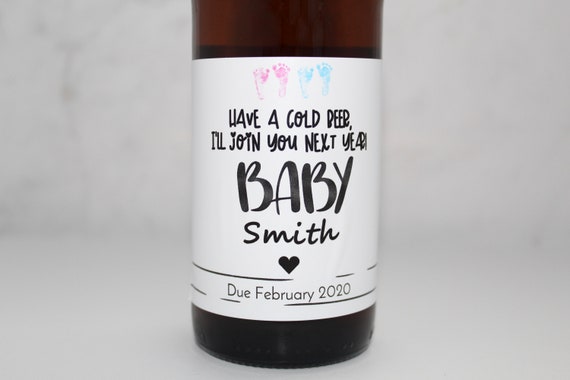 HAVE A COLD BEER,
I'LL JOIN YOU NEXT YEAR!
BABY
Smith
Due February 2020